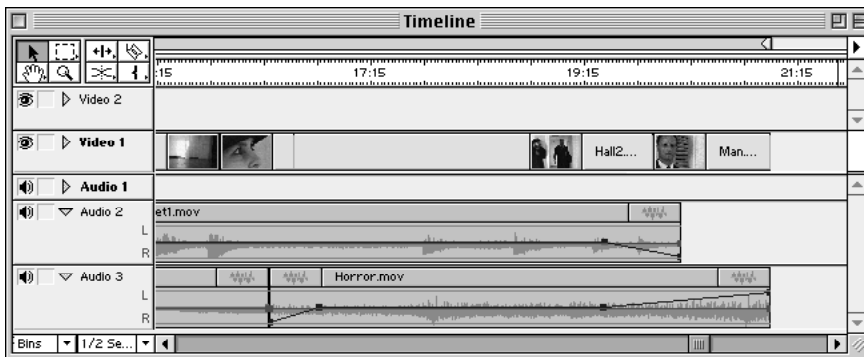 Timeline
:15 17:15 19:15 21:15
Video 2
Video 1
Hall2.... Man....
Audio 1
Audio 2
et1.mov
L
R
Audio 3
Horror.mov
L
R
Bins 1/2 Se...